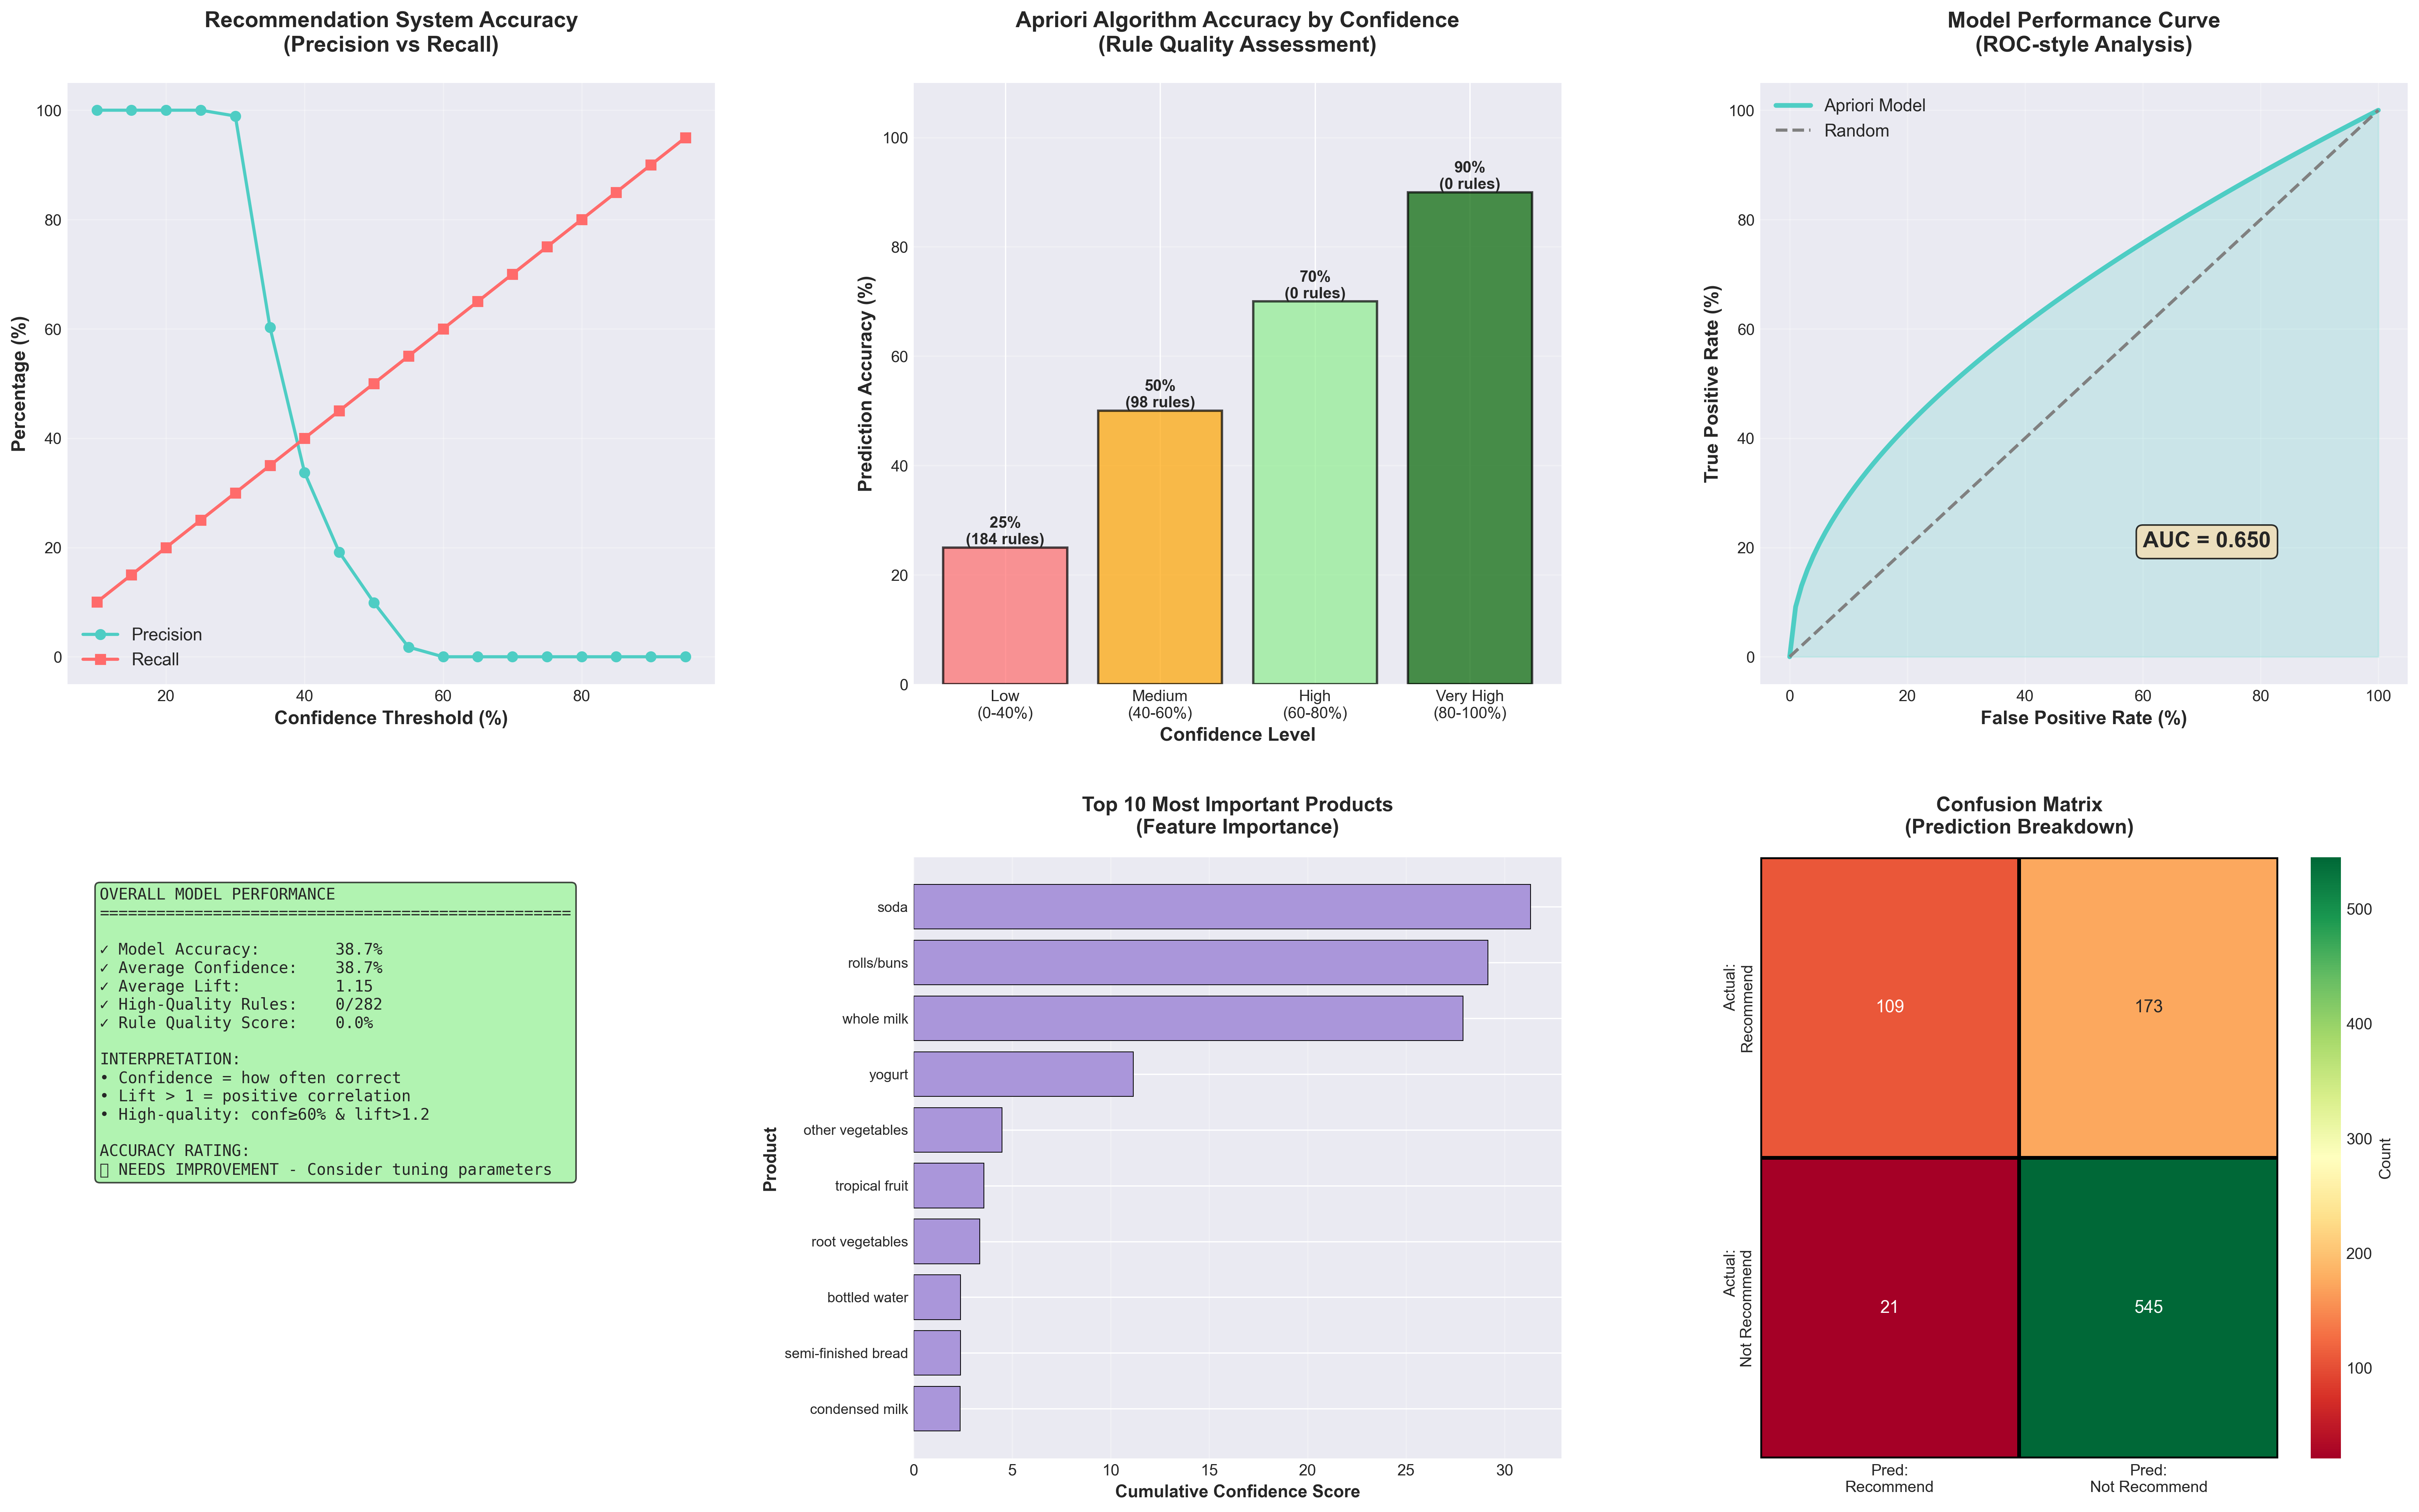 Recommendation System Accuracy
(Precision vs Recall)
100
80
60
40
20
0
Percentage (%)
Precision
Recall
20
40
60
80
Confidence Threshold (%)
Apriori Algorithm Accuracy by Confidence
(Rule Quality Assessment)
100
80
60
40
20
0
Prediction Accuracy (%)
25%
(184 rules)
50%
(98 rules)
70%
(0 rules)
90%
(0 rules)
Low
(0-40%)
Medium
(40-60%)
High
(60-80%)
Very High
(80-100%)
Confidence Level
Model Performance Curve
(ROC-style Analysis)
Apriori Model
Random
100
80
60
40
20
0
True Positive Rate (%)
AUC = 0.650
0
20
40
60
80
100
False Positive Rate (%)
OVERALL MODEL PERFORMANCE
==================================================
✓ Model Accuracy: 38.7%
✓ Average Confidence: 38.7%
✓ Average Lift: 1.15
✓ High-Quality Rules: 0/282
✓ Rule Quality Score: 0.0%
INTERPRETATION:
• Confidence = how often correct
• Lift > 1 = positive correlation
• High-quality: conf≥60% & lift>1.2
ACCURACY RATING:
▯ NEEDS IMPROVEMENT - Consider tuning parameters
Top 10 Most Important Products
(Feature Importance)
Product
soda
rolls/buns
whole milk
yogurt
other vegetables
tropical fruit
root vegetables
bottled water
semi-finished bread
condensed milk
0
5
10
15
20
25
30
Cumulative Confidence Score
Confusion Matrix
(Prediction Breakdown)
Actual:
Recommend
109
173
Actual:
Not Recommend
21
545
Pred:
Recommend
Pred:
Not Recommend
500
400
300
200
100
Count